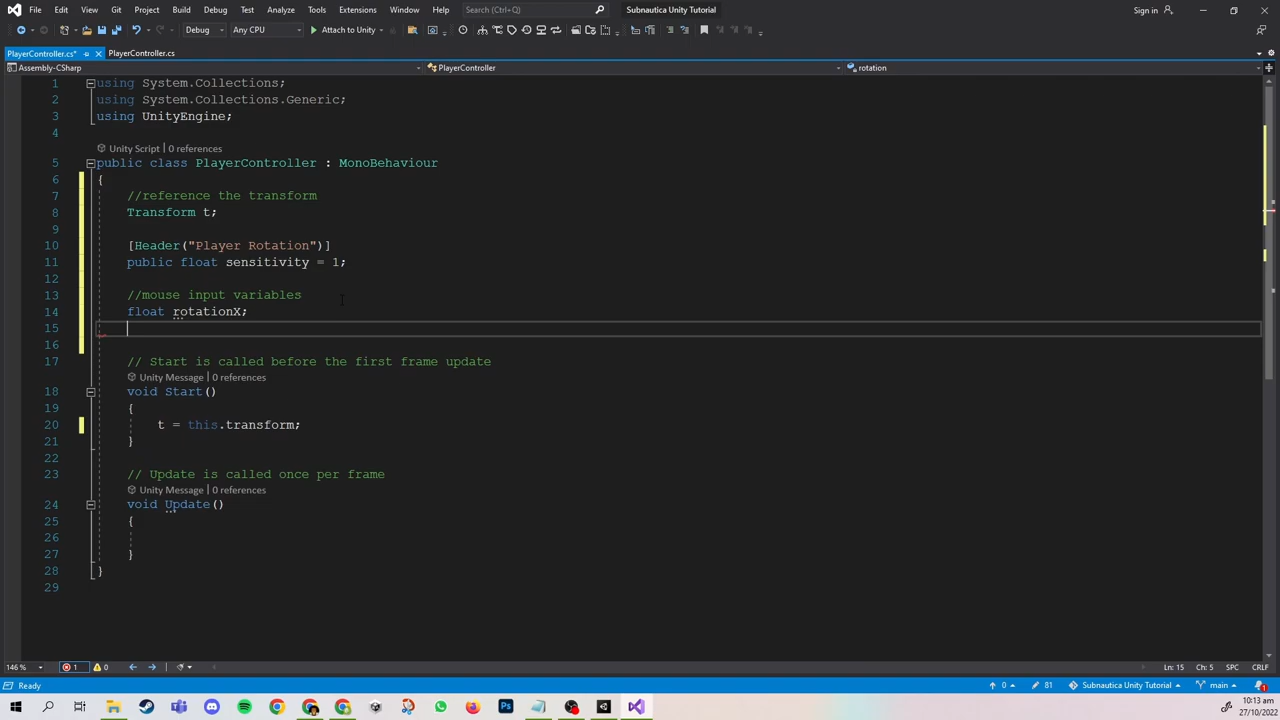 File Edit View Git Project Build Debug Test Analyze Tools Extensions Window Help Search (Ctrl+Q) Subnautica Unity Tutorial Sign in
Debug Any CPU Attach to Unity
PlayerController.cs* PlayerController.cs
Assembly-CSharp PlayerController rotation
1 using System.Collections;
2 using System.Collections.Generic;
3 using UnityEngine;
4
Unity Script | 0 references
5 public class PlayerController : MonoBehaviour
6 {
7 //reference the transform
8 Transform t;
9
10 [Header("Player Rotation")]
11 public float sensitivity = 1;
12
13 //mouse input variables
14 float rotationX;
15
16
17 // Start is called before the first frame update
Unity Message | 0 references
18 void Start()
19 {
20 t = this.transform;
21 }
22
23 // Update is called once per frame
Unity Message | 0 references
24 void Update()
25 {
26
27 }
28 }
29
146 % 1 0 Ln: 15 Ch: 5 SPC CRLF
Ready 0 81 Subnautica Unity Tutorial main 1
10:13 am
27/10/2022